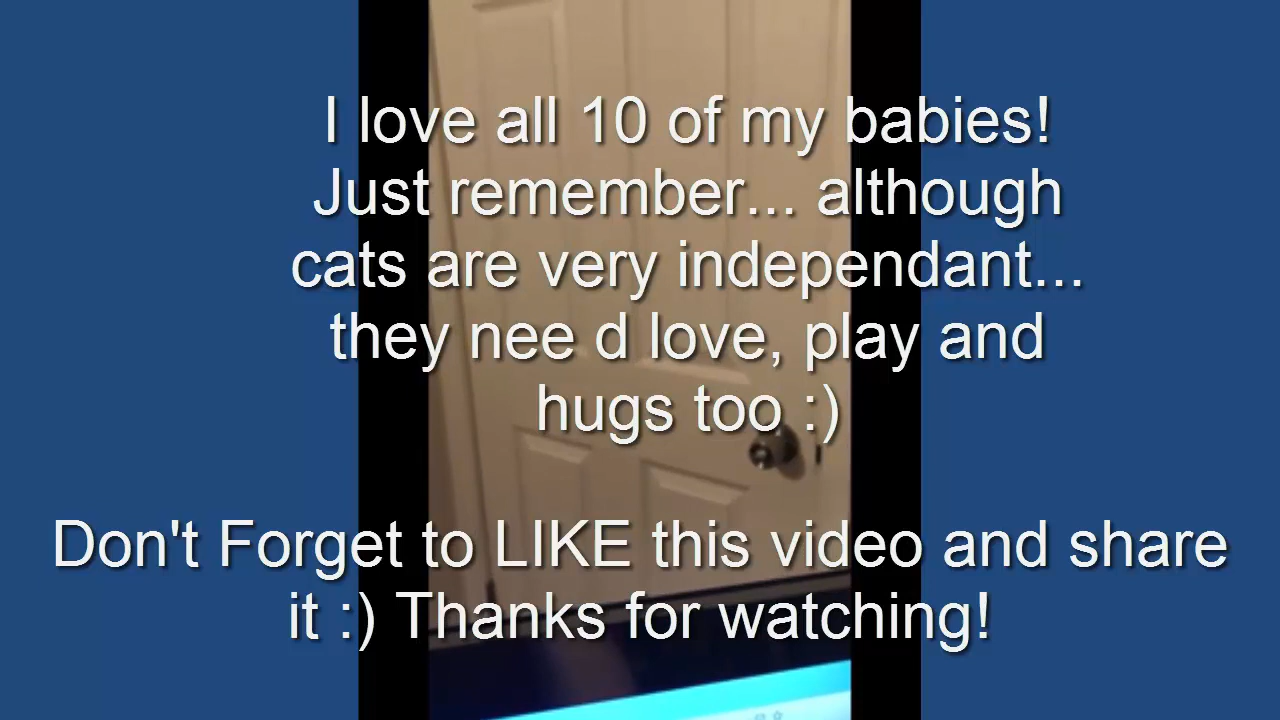 I love all 10 of my babies!
Just remember... although
cats are very independant...
they nee d love, play and
hugs too :)
Don't Forget to LIKE this video and share
it :) Thanks for watching!